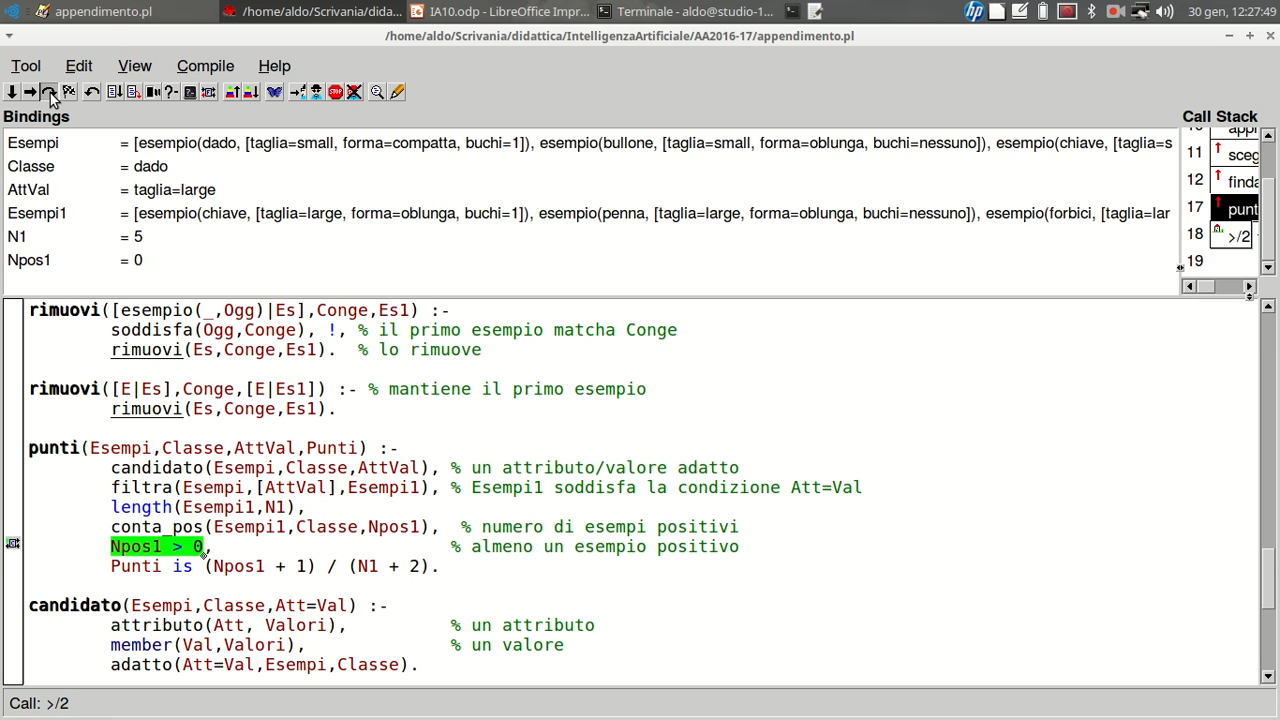 appendimento.pl
/home/aldo/Scrivania/dida...
IA10.odp - LibreOffice Impr...
Terminale - aldo@studio-1...
30 gen, 12:27:49
/home/aldo/Scrivania/didattica/IntelligenzaArtificiale/AA2016-17/appendimento.pl
Tool Edit View Compile Help
Bindings
Call Stack
Esempi = [esempio(dado, [taglia=small, forma=compatta, buchi=1]), esempio(bullone, [taglia=small, forma=oblunga, buchi=nessuno]), esempio(chiave, [taglia=s
Classe = dado
AttVal = taglia=large
Esempi1 = [esempio(chiave, [taglia=large, forma=oblunga, buchi=1]), esempio(penna, [taglia=large, forma=oblunga, buchi=nessuno]), esempio(forbici, [taglia=lar
N1 = 5
Npos1 = 0
11 sceg
12 finda
17 punt
18 >/2
19
rimuovi([esempio(_,Ogg)|Es],Conge,Es1) :-
soddisfa(Ogg,Conge), !, % il primo esempio matcha Conge
rimuovi(Es,Conge,Es1). % lo rimuove
rimuovi([E|Es],Conge,[E|Es1]) :- % mantiene il primo esempio
rimuovi(Es,Conge,Es1).
punti(Esempi,Classe,AttVal,Punti) :-
candidato(Esempi,Classe,AttVal), % un attributo/valore adatto
filtra(Esempi,[AttVal],Esempi1), % Esempi1 soddisfa la condizione Att=Val
length(Esempi1,N1),
conta_pos(Esempi1,Classe,Npos1), % numero di esempi positivi
Npos1 > 0, % almeno un esempio positivo
Punti is (Npos1 + 1) / (N1 + 2).
candidato(Esempi,Classe,Att=Val) :-
attributo(Att, Valori), % un attributo
member(Val,Valori), % un valore
adatto(Att=Val,Esempi,Classe).
Call: >/2